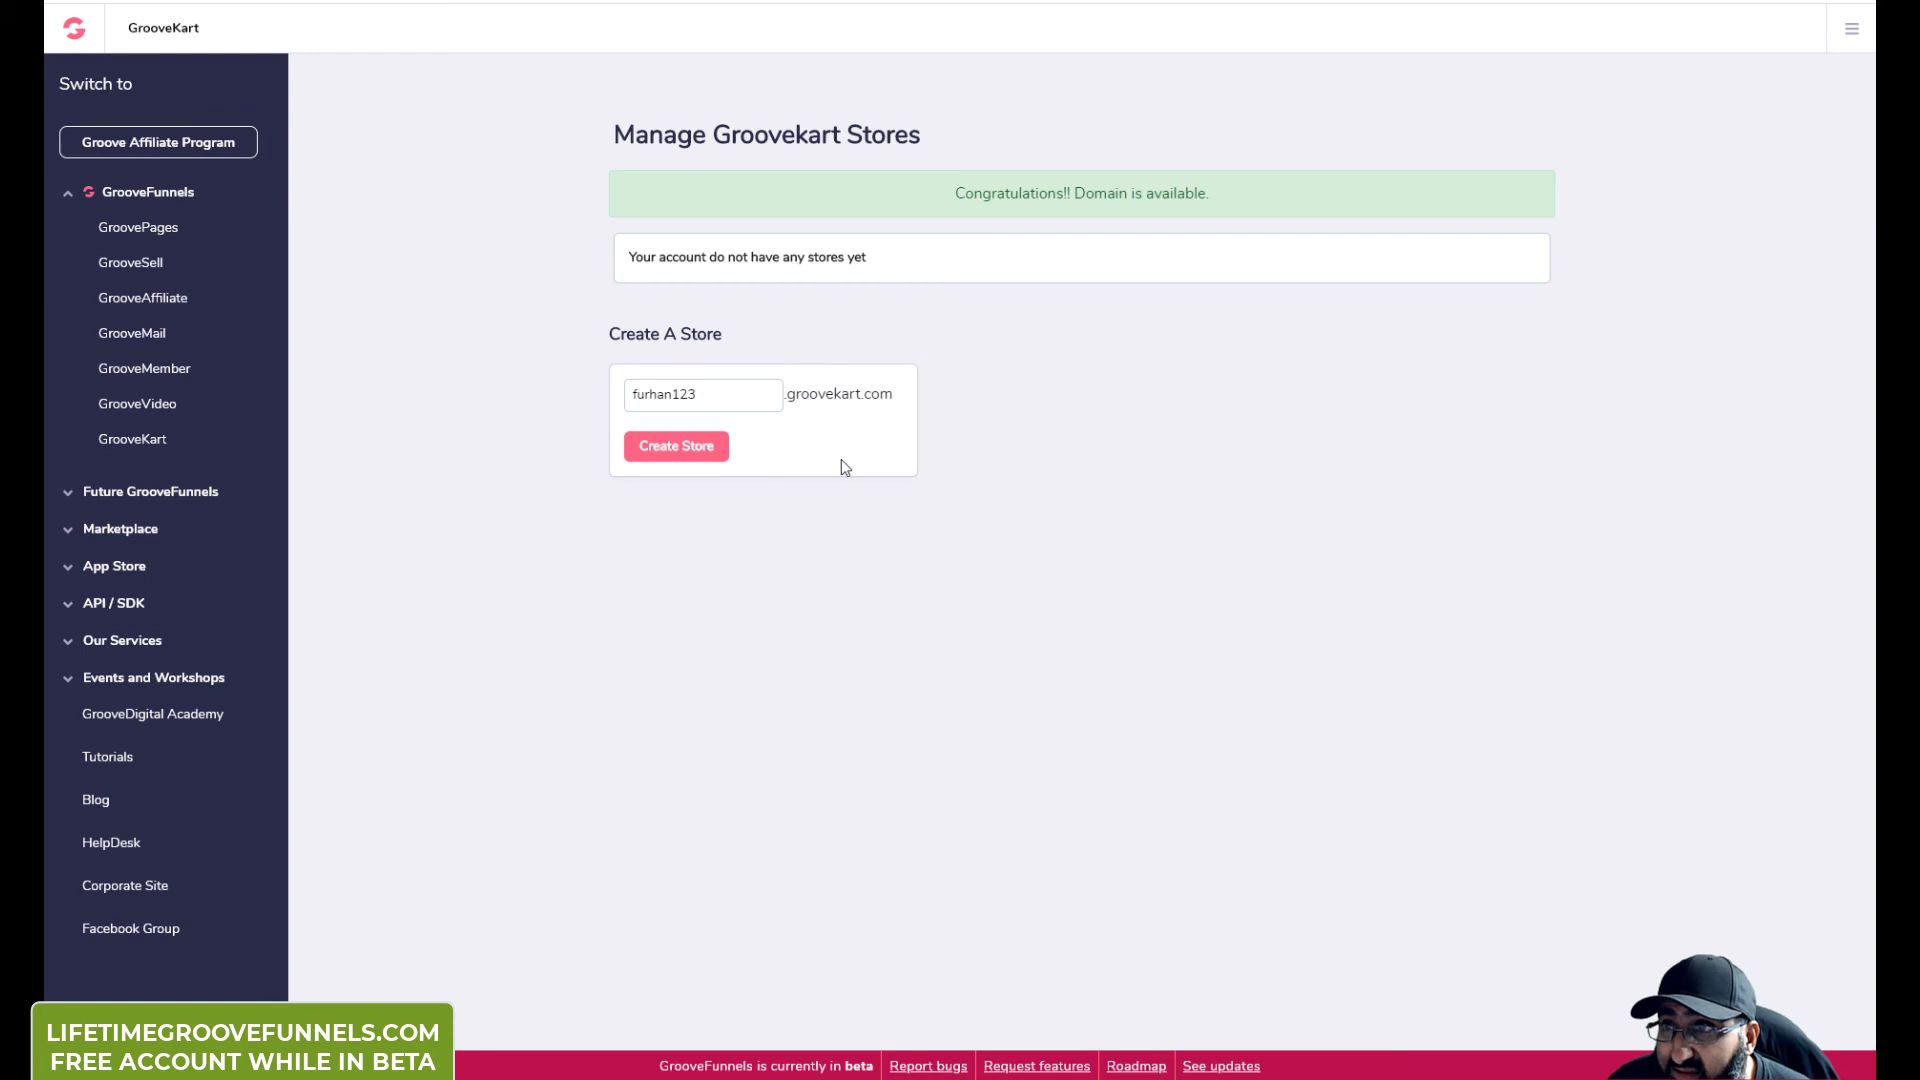 GrooveKart
Switch to
Groove Affiliate Program
GrooveFunnels
GroovePages
GrooveSell
GrooveAffiliate
GrooveMail
GrooveMember
GrooveVideo
GrooveKart
Future GrooveFunnels
Marketplace
App Store
API / SDK
Our Services
Events and Workshops
GrooveDigital Academy
Tutorials
Blog
HelpDesk
Corporate Site
Facebook Group
Manage Groovekart Stores
Congratulations!! Domain is available.
Your account do not have any stores yet
Create A Store
furhan123 .groovekart.com
Create Store
LIFETIMEGROOVEFUNNELS.COM
FREE ACCOUNT WHILE IN BETA
GrooveFunnels is currently in beta Report bugs Request features Roadmap See updates